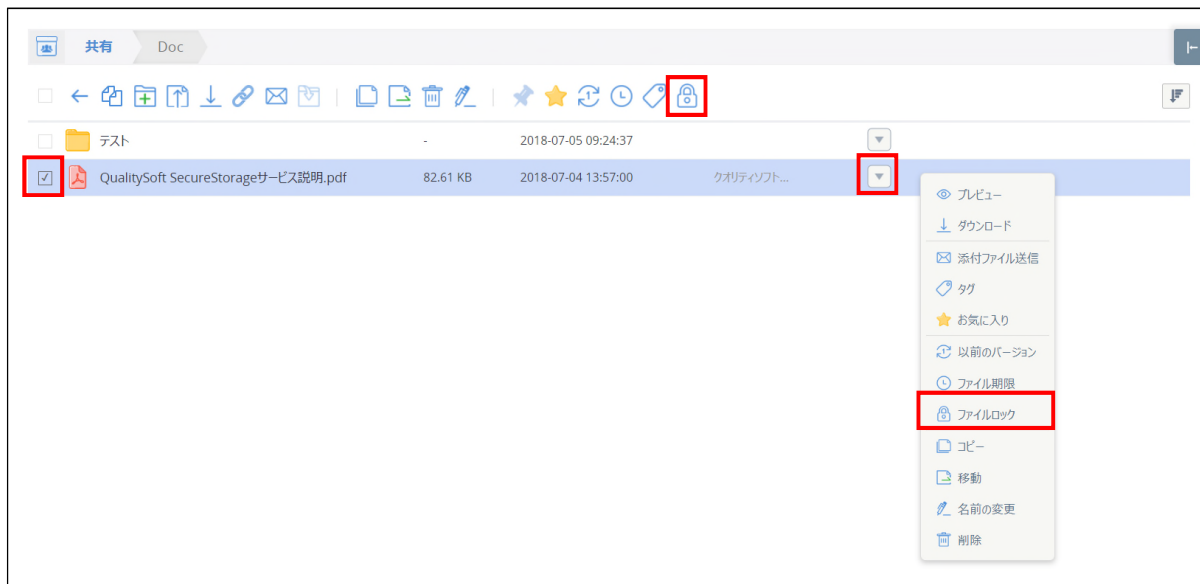 共有 Doc
テスト - 2018-07-05 09:24:37
QualitySoft SecureStorageサービス説明.pdf 82.61 KB 2018-07-04 13:57:00 クオリティソフト...
プレビュー
ダウンロード
添付ファイル送信
タグ
お気に入り
以前のバージョン
ファイル期限
ファイルロック
コピー
移動
名前の変更
削除